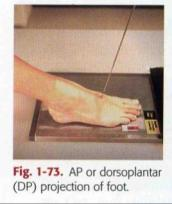 Fig. 1-73. AP or dorsoplantar
(DP) projection of foot.